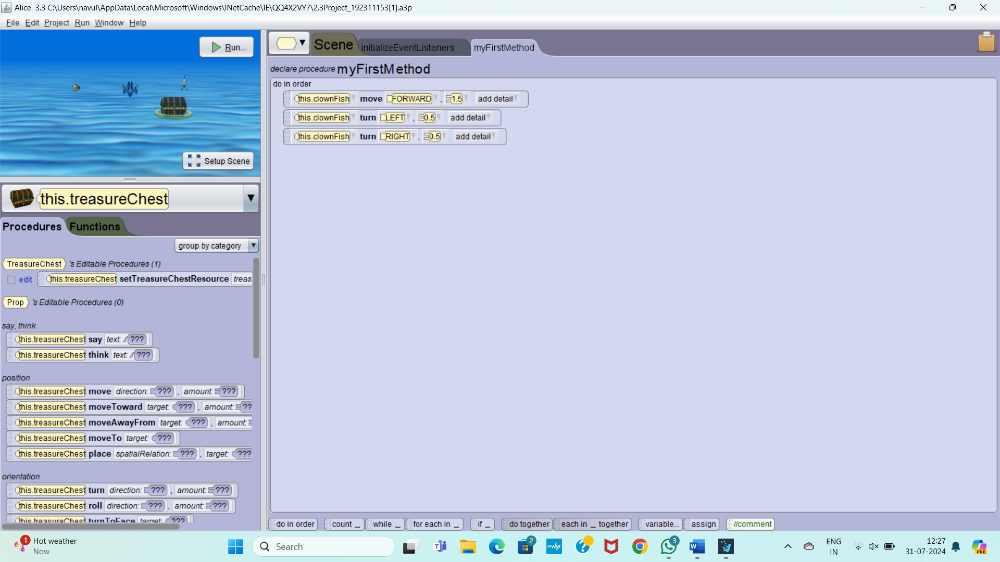 Alice 3.3 C:\Users\navul\AppData\Local\Microsoft\Windows\INetCache\IE\QQ4X2VY7\2.3Project_192311153[1].a3p
File Edit Project Run Window Help
Run...
Setup Scene
this.treasureChest
Procedures Functions
group by category
TreasureChest 's Editable Procedures (1)
edit this.treasureChest setTreasureChestResource treas
Prop 's Editable Procedures (0)
say, think
this.treasureChest say text: ???
this.treasureChest think text: ???
position
this.treasureChest move direction: ??? , amount: ???
this.treasureChest moveToward target: ??? , amount: ??
this.treasureChest moveAwayFrom target: ??? , amount:
this.treasureChest moveTo target: ???
this.treasureChest place spatialRelation: ??? , target: ???
orientation
this.treasureChest turn direction: ??? , amount: ???
this.treasureChest roll direction: ??? , amount: ???
this.treasureChest turnToFace target: ???
Scene initializeEventListeners myFirstMethod
declare procedure myFirstMethod
do in order
this.clownFish move FORWARD , 1.5 add detail
this.clownFish turn LEFT , 0.5 add detail
this.clownFish turn RIGHT , 0.5 add detail
do in order count _ while _ for each in _ if _ do together each in _ together variable... assign //comment
1 Hot weather
Now
Search
myhp
2
3
PRE
ENG
IN
12:27
31-07-2024